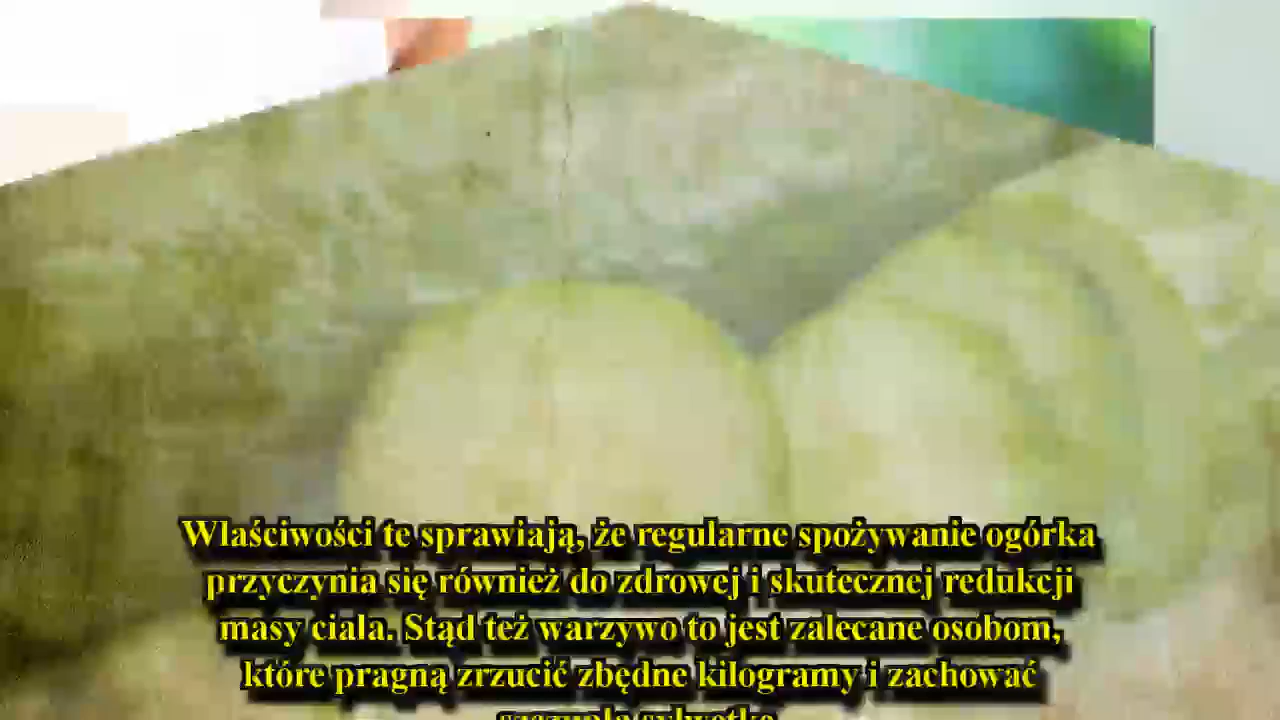 Właściwości te sprawiają, że regularne spożywanie ogórka
przyczynia się również do zdrowej i skutecznej redukcji
masy ciała. Stąd też warzywo to jest zalecane osobom,
które pragną zrzucić zbędne kilogramy i zachować